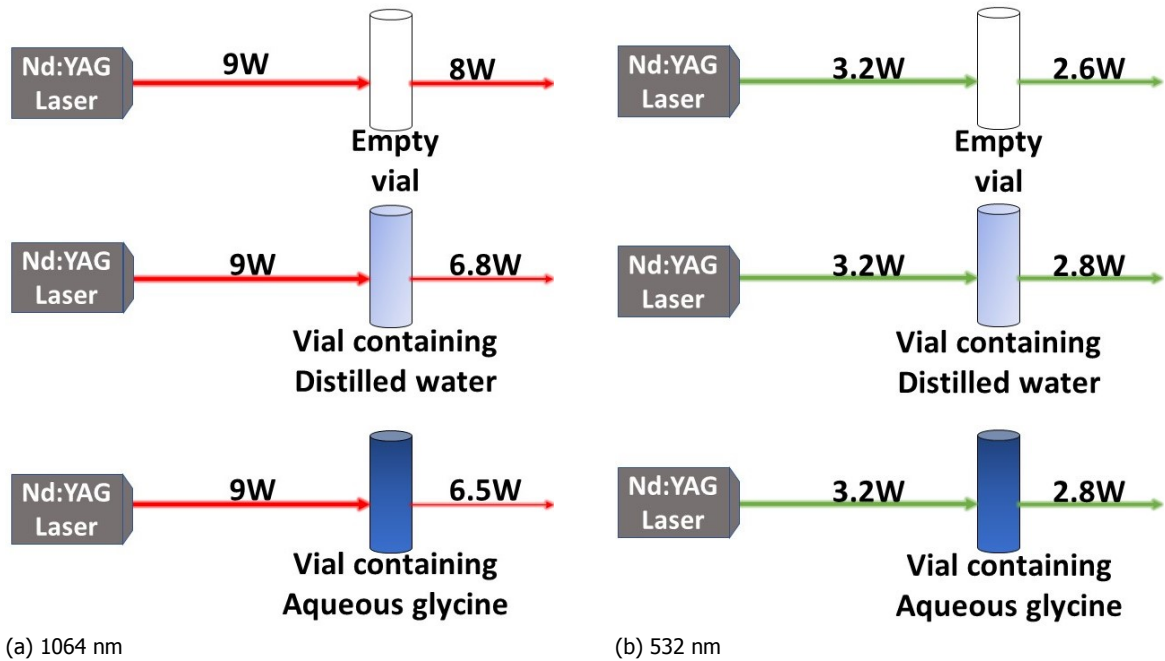 Nd:YAG
Laser
9W
8W
Empty
vial
Nd:YAG
Laser
9W
6.8W
Vial containing
Distilled water
Nd:YAG
Laser
9W
6.5W
Vial containing
Aqueous glycine
(a) 1064 nm
Nd:YAG
Laser
3.2W
2.6W
Empty
vial
Nd:YAG
Laser
3.2W
2.8W
Vial containing
Distilled water
Nd:YAG
Laser
3.2W
2.8W
Vial containing
Aqueous glycine
(b) 532 nm